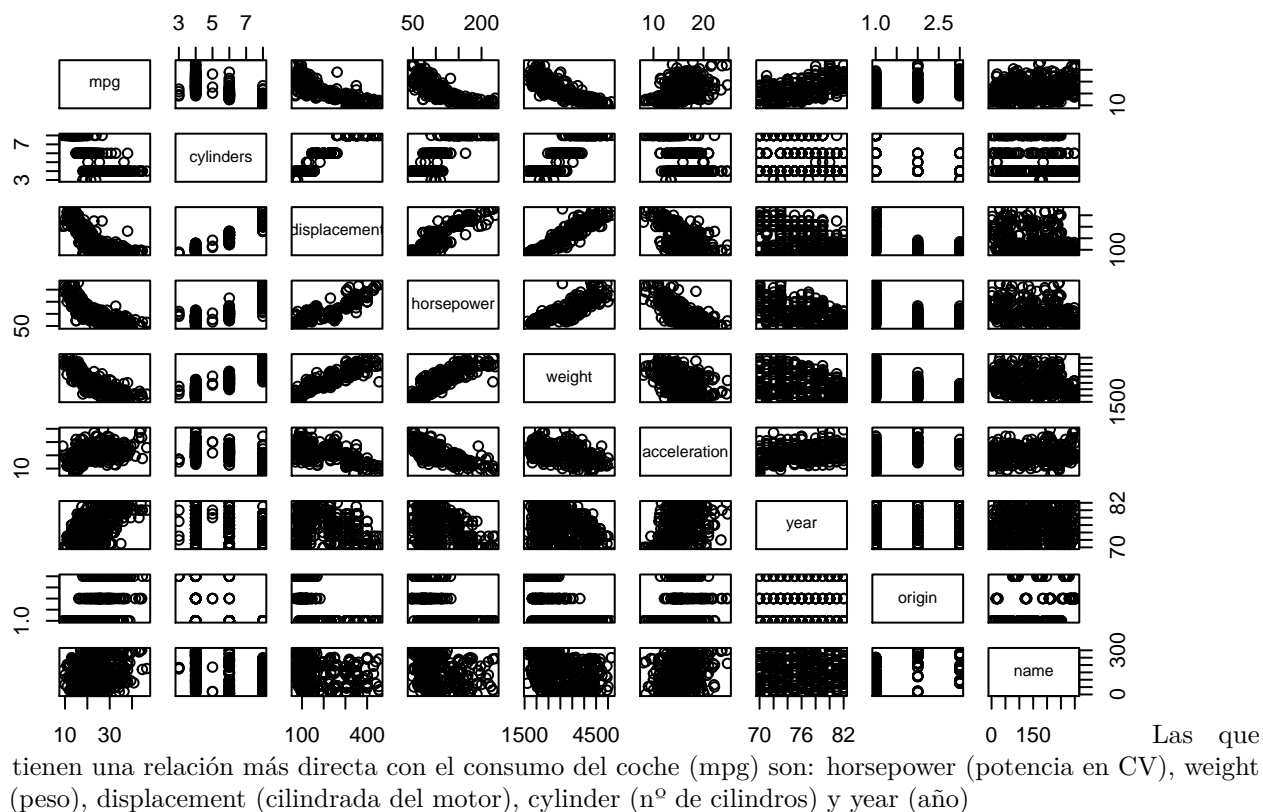 3 5 7 50 200 10 20 1.0 2.5
mpg 10
3 7 cylinders
displacement 100
50 horsepower
weight 1500
10 acceleration
year 70 82
1.0 origin
name 0 300
10 30 100 400 1500 4500 70 76 82 0 150 Las que
tienen una relación más directa con el consumo del coche (mpg) son: horsepower (potencia en CV), weight
(peso), displacement (cilindrada del motor), cylinder (nº de cilindros) y year (año)